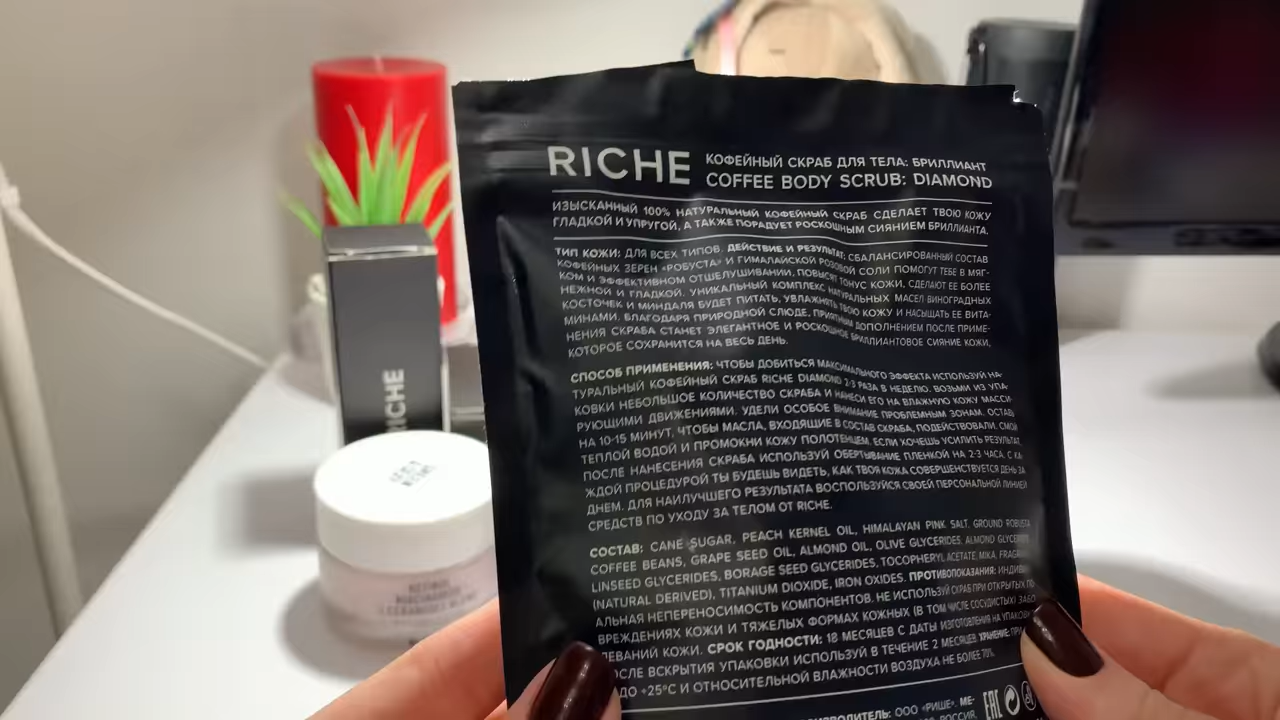 RICHE
КОФЕЙНЫЙ СКРАБ ДЛЯ ТЕЛА: БРИЛЛИАНТ
COFFEE BODY SCRUB: DIAMOND
ИЗЫСКАННЫЙ 100% НАТУРАЛЬНЫЙ КОФЕЙНЫЙ СКРАБ СДЕЛАЕТ ТВОЮ КОЖУ
ГЛАДКОЙ И УПРУГОЙ, А ТАКЖЕ ПОРАДУЕТ РОСКОШНЫМ СИЯНИЕМ БРИЛЛИАНТА.
ТИП КОЖИ: ДЛЯ ВСЕХ ТИПОВ. ДЕЙСТВИЕ И РЕЗУЛЬТАТ: СБАЛАНСИРОВАННЫЙ СОСТАВ
КОФЕЙНЫХ ЗЕРЕН «РОБУСТА» И ГИМАЛАЙСКОЙ РОЗОВОЙ СОЛИ ПОМОГУТ ТЕБЕ В МЯГ-
КОМ И ЭФФЕКТИВНОМ ОТШЕЛУШИВАНИИ, ПОВЫСЯТ ТОНУС КОЖИ, СДЕЛАЮТ ЕЕ БОЛЕЕ
НЕЖНОЙ И ГЛАДКОЙ. УНИКАЛЬНЫЙ КОМПЛЕКС НАТУРАЛЬНЫХ МАСЕЛ ВИНОГРАДНЫХ
КОСТОЧЕК И МИНДАЛЯ БУДЕТ ПИТАТЬ, УВЛАЖНЯТЬ ТВОЮ КОЖУ И НАСЫЩАТЬ ЕЕ ВИТА-
МИНАМИ. БЛАГОДАРЯ ПРИРОДНОЙ СЛЮДЕ, ПРИЯТНЫМ ДОПОЛНЕНИЕМ ПОСЛЕ ПРИМЕ-
НЕНИЯ СКРАБА СТАНЕТ ЭЛЕГАНТНОЕ И РОСКОШНОЕ БРИЛЛИАНТОВОЕ СИЯНИЕ КОЖИ,
КОТОРОЕ СОХРАНИТСЯ НА ВЕСЬ ДЕНЬ.
СПОСОБ ПРИМЕНЕНИЯ: ЧТОБЫ ДОБИТЬСЯ МАКСИМАЛЬНОГО ЭФФЕКТА ИСПОЛЬЗУЙ НА-
ТУРАЛЬНЫЙ КОФЕЙНЫЙ СКРАБ RICHE DIAMOND 2-3 РАЗА В НЕДЕЛЮ. ВОЗЬМИ ИЗ УПА-
КОВКИ НЕБОЛЬШОЕ КОЛИЧЕСТВО СКРАБА И НАНЕСИ ЕГО НА ВЛАЖНУЮ КОЖУ МАССИ-
РУЮЩИМИ ДВИЖЕНИЯМИ. УДЕЛИ ОСОБОЕ ВНИМАНИЕ ПРОБЛЕМНЫМ ЗОНАМ. ОСТАВЬ
НА 10-15 МИНУТ, ЧТОБЫ МАСЛА, ВХОДЯЩИЕ В СОСТАВ СКРАБА, ПОДЕЙСТВОВАЛИ. СМОЙ
ТЕПЛОЙ ВОДОЙ И ПРОМОКНИ КОЖУ ПОЛОТЕНЦЕМ. ЕСЛИ ХОЧЕШЬ УСИЛИТЬ РЕЗУЛЬТАТ,
ПОСЛЕ НАНЕСЕНИЯ СКРАБА ИСПОЛЬЗУЙ ОБЕРТЫВАНИЕ ПЛЕНКОЙ НА 2-3 ЧАСА. С КА-
ЖДОЙ ПРОЦЕДУРОЙ ТЫ БУДЕШЬ ВИДЕТЬ, КАК ТВОЯ КОЖА СОВЕРШЕНСТВУЕТСЯ ДЕНЬ ЗА
ДНЕМ. ДЛЯ НАИЛУЧШЕГО РЕЗУЛЬТАТА ВОСПОЛЬЗУЙСЯ СВОЕЙ ПЕРСОНАЛЬНОЙ ЛИНИЕЙ
СРЕДСТВ ПО УХОДУ ЗА ТЕЛОМ ОТ RICHE.
СОСТАВ: CANE SUGAR, PEACH KERNEL OIL, HIMALAYAN PINK SALT, GROUND ROBUSTA
COFFEE BEANS, GRAPE SEED OIL, ALMOND OIL, OLIVE GLYCERIDES, ALMOND GLYCERIDES,
LINSEED GLYCERIDES, BORAGE SEED GLYCERIDES, TOCOPHERYL ACETATE, MIKA,
(NATURAL DERIVED), TITANIUM DIOXIDE, IRON OXIDES. ПРОТИВОПОКАЗАНИЯ: ИНДИВИ
АЛЬНАЯ НЕПЕРЕНОСИМОСТЬ КОМПОНЕНТОВ. НЕ ИСПОЛЬЗУЙ СКРАБ ПРИ ОТКРЫТЫХ ПО
ВРЕЖДЕНИЯХ КОЖИ И ТЯЖЕЛЫХ ФОРМАХ КОЖНЫХ (В ТОМ ЧИСЛЕ СОСУДИСТЫХ) ЗАБО
ЛЕВАНИЙ КОЖИ. СРОК ГОДНОСТИ: 18 МЕСЯЦЕВ С ДАТЫ ИЗГОТОВЛЕНИЯ НА УПАКОВК
ПОСЛЕ ВСКРЫТИЯ УПАКОВКИ ИСПОЛЬЗУЙ В ТЕЧЕНИЕ 2 МЕСЯЦЕВ. ХРАНЕНИЕ: ПРИ
ДО +25°C И ОТНОСИТЕЛЬНОЙ ВЛАЖНОСТИ ВОЗДУХА НЕ БОЛЕЕ 70%.
ООО «РИШЕ». МЕ-
РОССИЯ,
EAC
RICHE